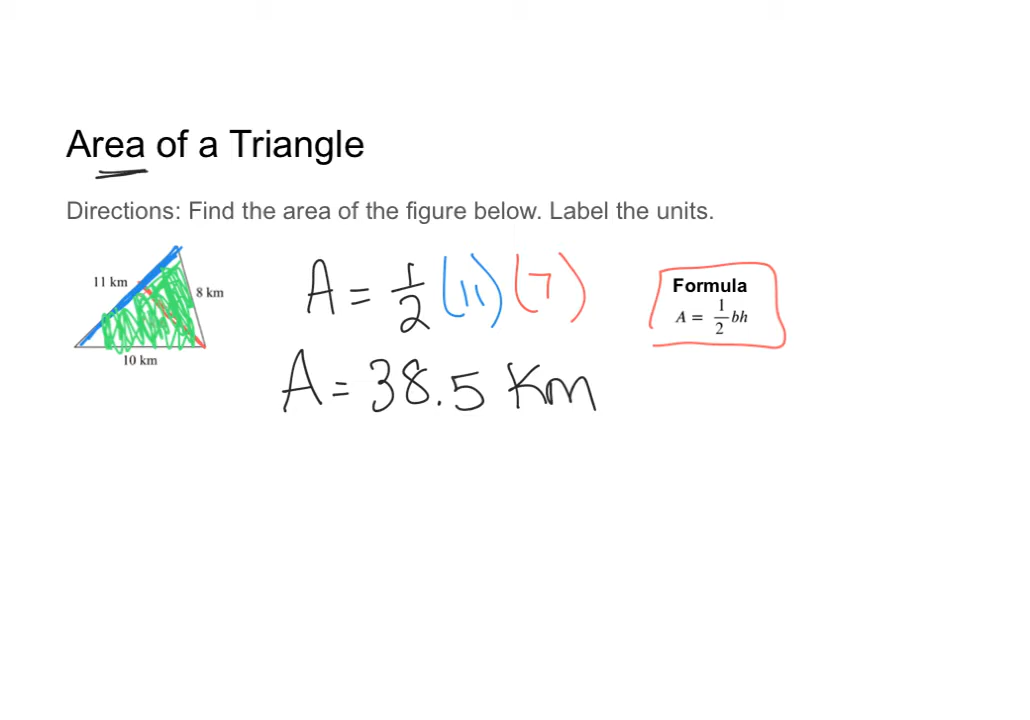 Area of a Triangle
Directions: Find the area of the figure below. Label the units.
11 km
8 km
10 km
A = 1/2 (11) (7)
A = 38.5 Km
Formula
A = 1/2 bh